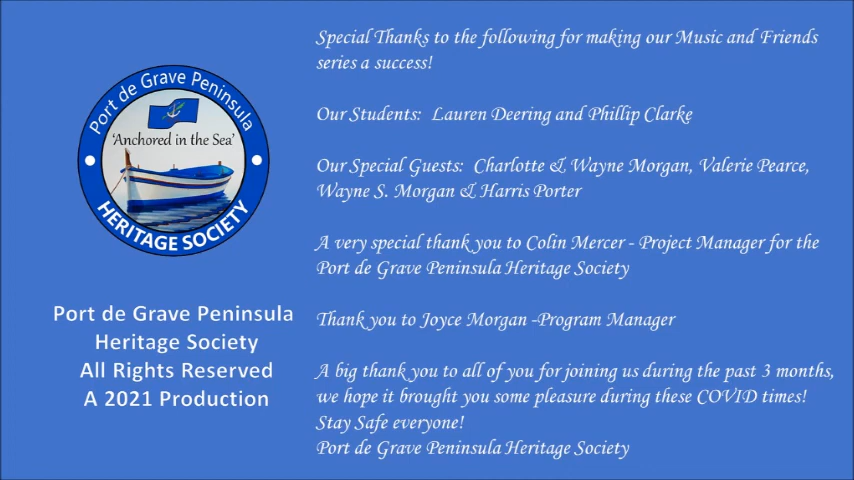 Port de Grave Peninsula
'Anchored in the Sea'
HERITAGE SOCIETY
Port de Grave Peninsula
Heritage Society
All Rights Reserved
A 2021 Production
Special Thanks to the following for making our Music and Friends
series a success!
Our Students: Lauren Deering and Phillip Clarke
Our Special Guests: Charlotte & Wayne Morgan, Valerie Pearce,
Wayne S. Morgan & Harris Porter
A very special thank you to Colin Mercer - Project Manager for the
Port de Grave Peninsula Heritage Society
Thank you to Joyce Morgan -Program Manager
A big thank you to all of you for joining us during the past 3 months,
we hope it brought you some pleasure during these COVID times!
Stay Safe everyone!
Port de Grave Peninsula Heritage Society